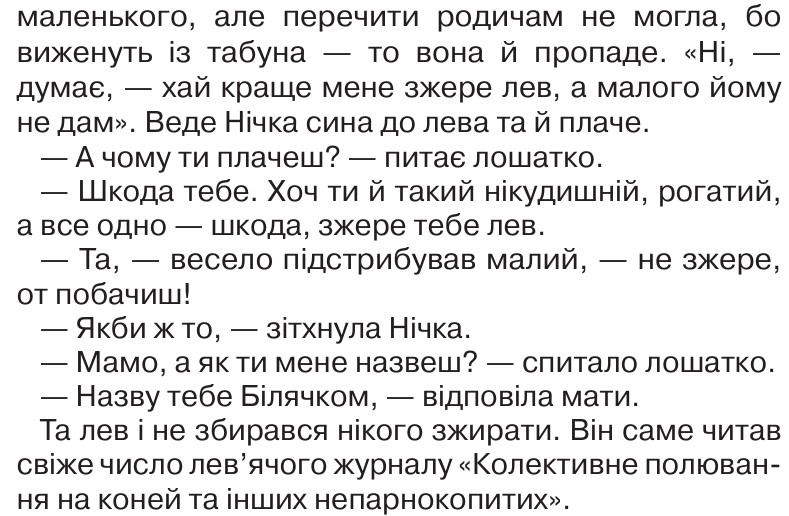 маленького, але перечити родичам не могла, бо
виженуть із табуна — то вона й пропаде. «Ні, —
думає, — хай краще мене зжере лев, а малого йому
не дам». Веде Нічка сина до лева та й плаче.
— А чому ти плачеш? — питає лошатко.
— Шкода тебе. Хоч ти й такий нікудишній, рогатий,
а все одно — шкода, зжере тебе лев.
— Та, — весело підстрибував малий, — не зжере,
от побачиш!
— Якби ж то, — зітхнула Нічка.
— Мамо, а як ти мене назвеш? — спитало лошатко.
— Назву тебе Білячком, — відповіла мати.
Та лев і не збирався нікого зжирати. Він саме читав
свіже число лев’ячого журналу «Колективне полюван-
ня на коней та інших непарнокопитих».